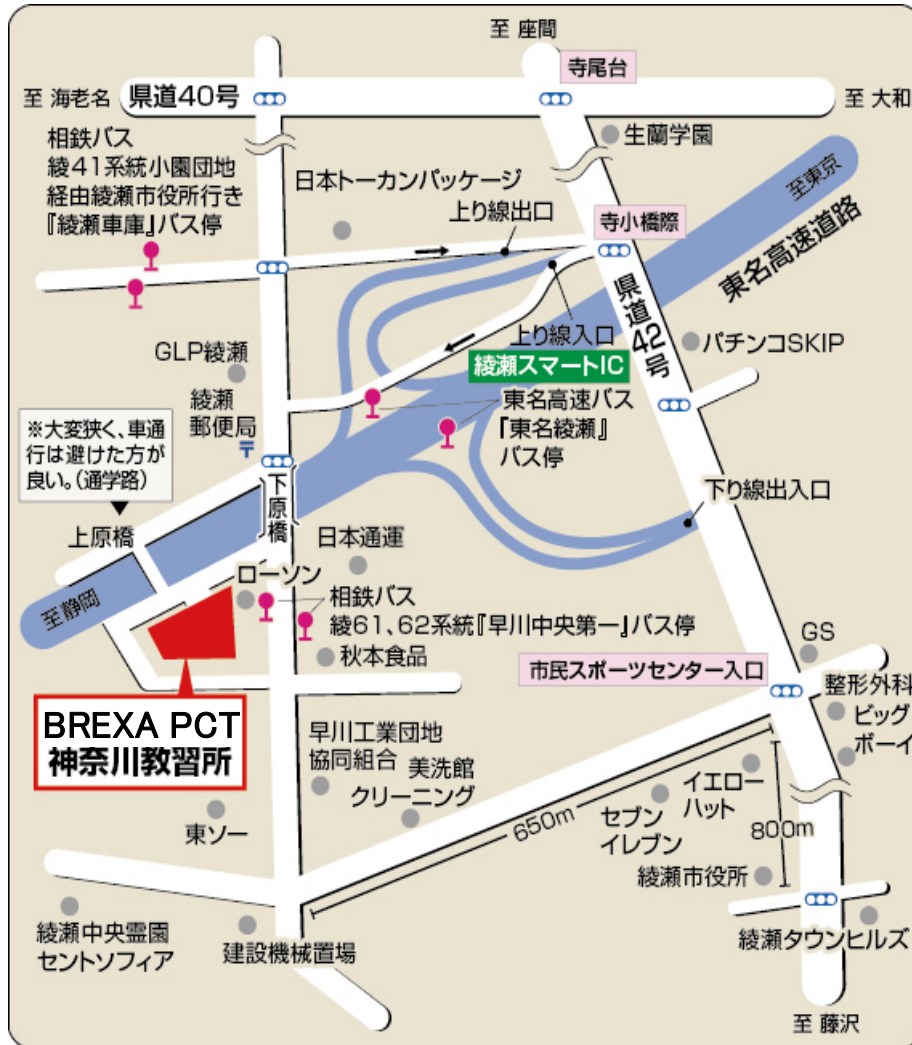 至 座間
寺尾台
至 海老名
県道40号
至 大和
相鉄バス
綾41系統小園団地
経由綾瀬市役所行き
『綾瀬車庫』バス停
生蘭学園
日本トーカンパッケージ
上り線出口
至東京
東名高速道路
寺小橋際
県道42号
上り線入口
綾瀬スマートIC
パチンコSKIP
GLP綾瀬
綾瀬
郵便局
〒
東名高速バス
『東名綾瀬』
バス停
※大変狭く、車通
行は避けた方が
良い。(通学路)
上原橋
下原橋
下り線出入口
日本通運
至静岡
ローソン
相鉄バス
綾61、62系統『早川中央第一』バス停
秋本食品
GS
市民スポーツセンター入口
整形外科
ビッグ
ボーイ
BREXA PCT
神奈川教習所
早川工業団地
協同組合
美洗館
クリーニング
イエロー
ハット
セブン
イレブン
650m
800m
東ソー
綾瀬市役所
綾瀬中央霊園
セントソフィア
建設機械置場
綾瀬タウンヒルズ
至 藤沢